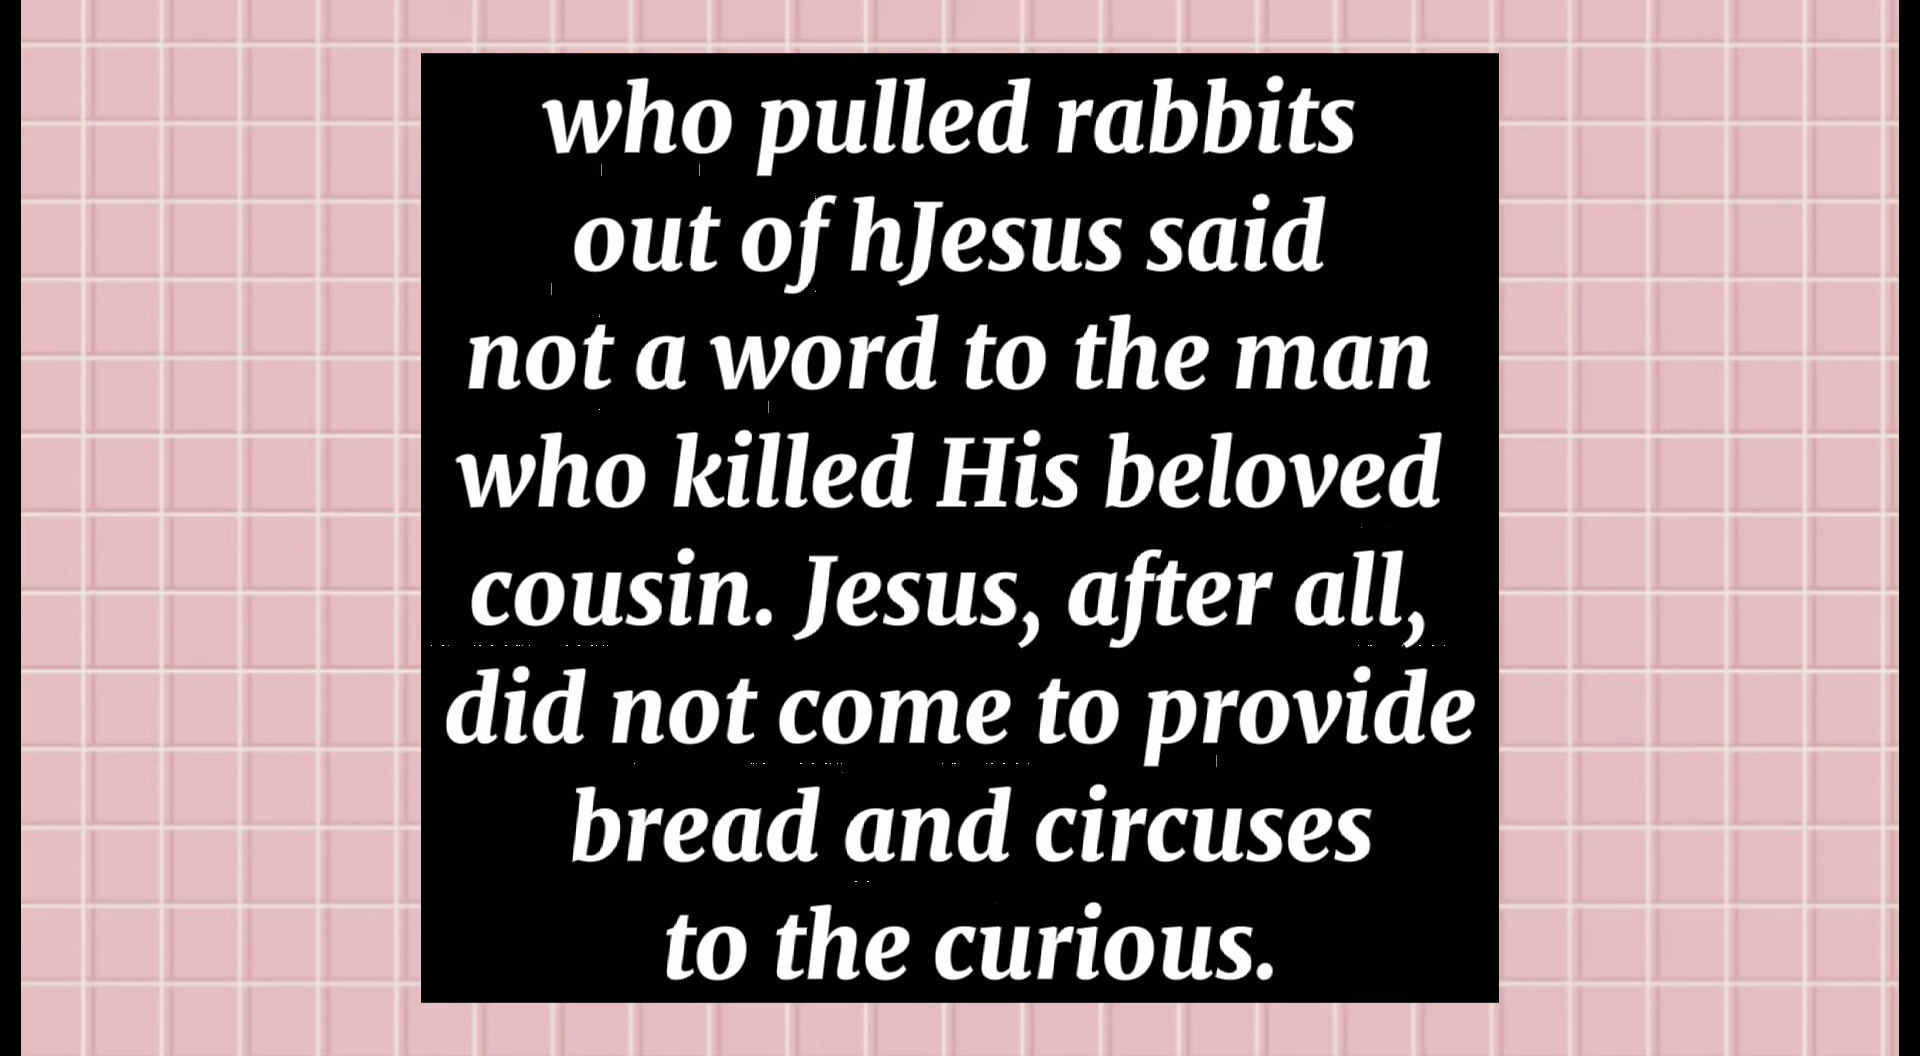 who pulled rabbits
out of hJesus said
not a word to the man
who killed His beloved
cousin. Jesus, after all,
did not come to provide
bread and circuses
to the curious.